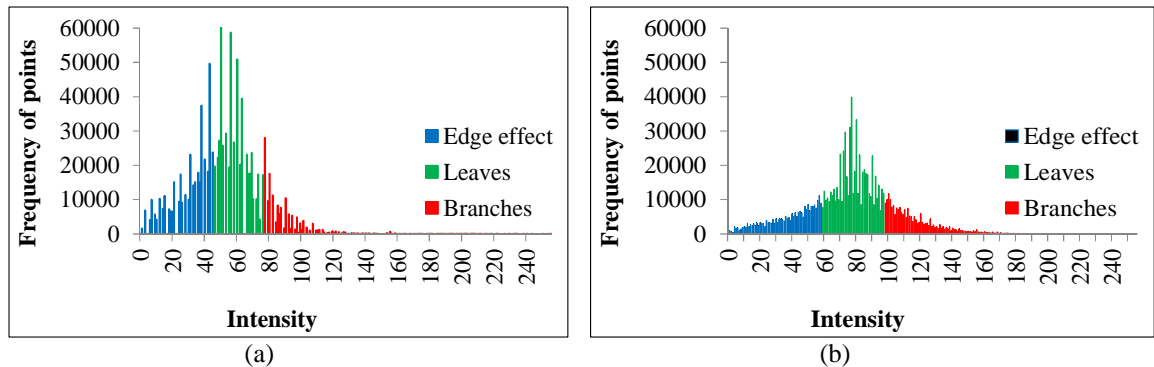 Frequency of points
60000
50000
40000
30000
20000
10000
0
0 20 40 60 80 100 120 140 160 180 200 220 240
Intensity
Edge effect
Leaves
Branches
(a)
Frequency of points
60000
50000
40000
30000
20000
10000
0
0 20 40 60 80 100 120 140 160 180 200 220 240
Intensity
Edge effect
Leaves
Branches
(b)